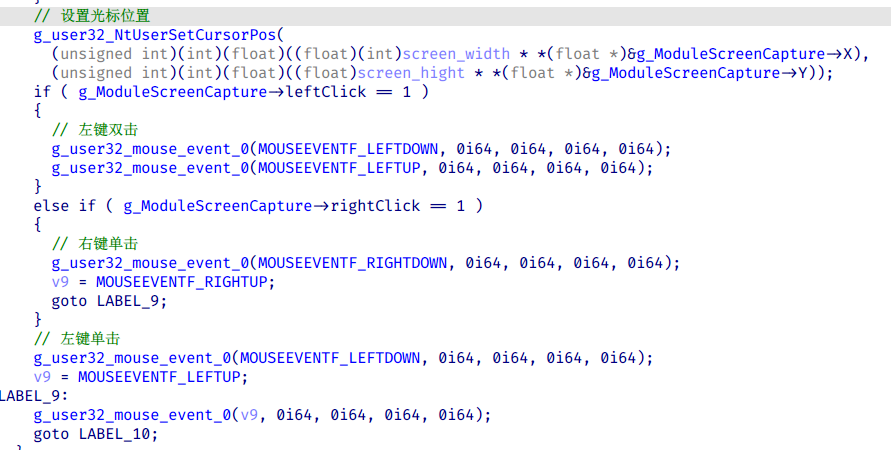 // 设置光标位置
g_user32_NtUserSetCursorPos(
(unsigned int)(int)(float)((float)(int)screen_width * *(float *)&g_ModuleScreenCapture->X),
(unsigned int)(int)(float)((float)screen_hight * *(float *)&g_ModuleScreenCapture->Y));
if ( g_ModuleScreenCapture->leftClick == 1 )
{
// 左键双击
g_user32_mouse_event_0(MOUSEEVENTF_LEFTDOWN, 0i64, 0i64, 0i64, 0i64);
g_user32_mouse_event_0(MOUSEEVENTF_LEFTUP, 0i64, 0i64, 0i64, 0i64);
}
else if ( g_ModuleScreenCapture->rightClick == 1 )
{
// 右键单击
g_user32_mouse_event_0(MOUSEEVENTF_RIGHTDOWN, 0i64, 0i64, 0i64, 0i64);
v9 = MOUSEEVENTF_RIGHTUP;
goto LABEL_9;
}
// 左键单击
g_user32_mouse_event_0(MOUSEEVENTF_LEFTDOWN, 0i64, 0i64, 0i64, 0i64);
v9 = MOUSEEVENTF_LEFTUP;
LABEL_9:
g_user32_mouse_event_0(v9, 0i64, 0i64, 0i64, 0i64);
goto LABEL_10;